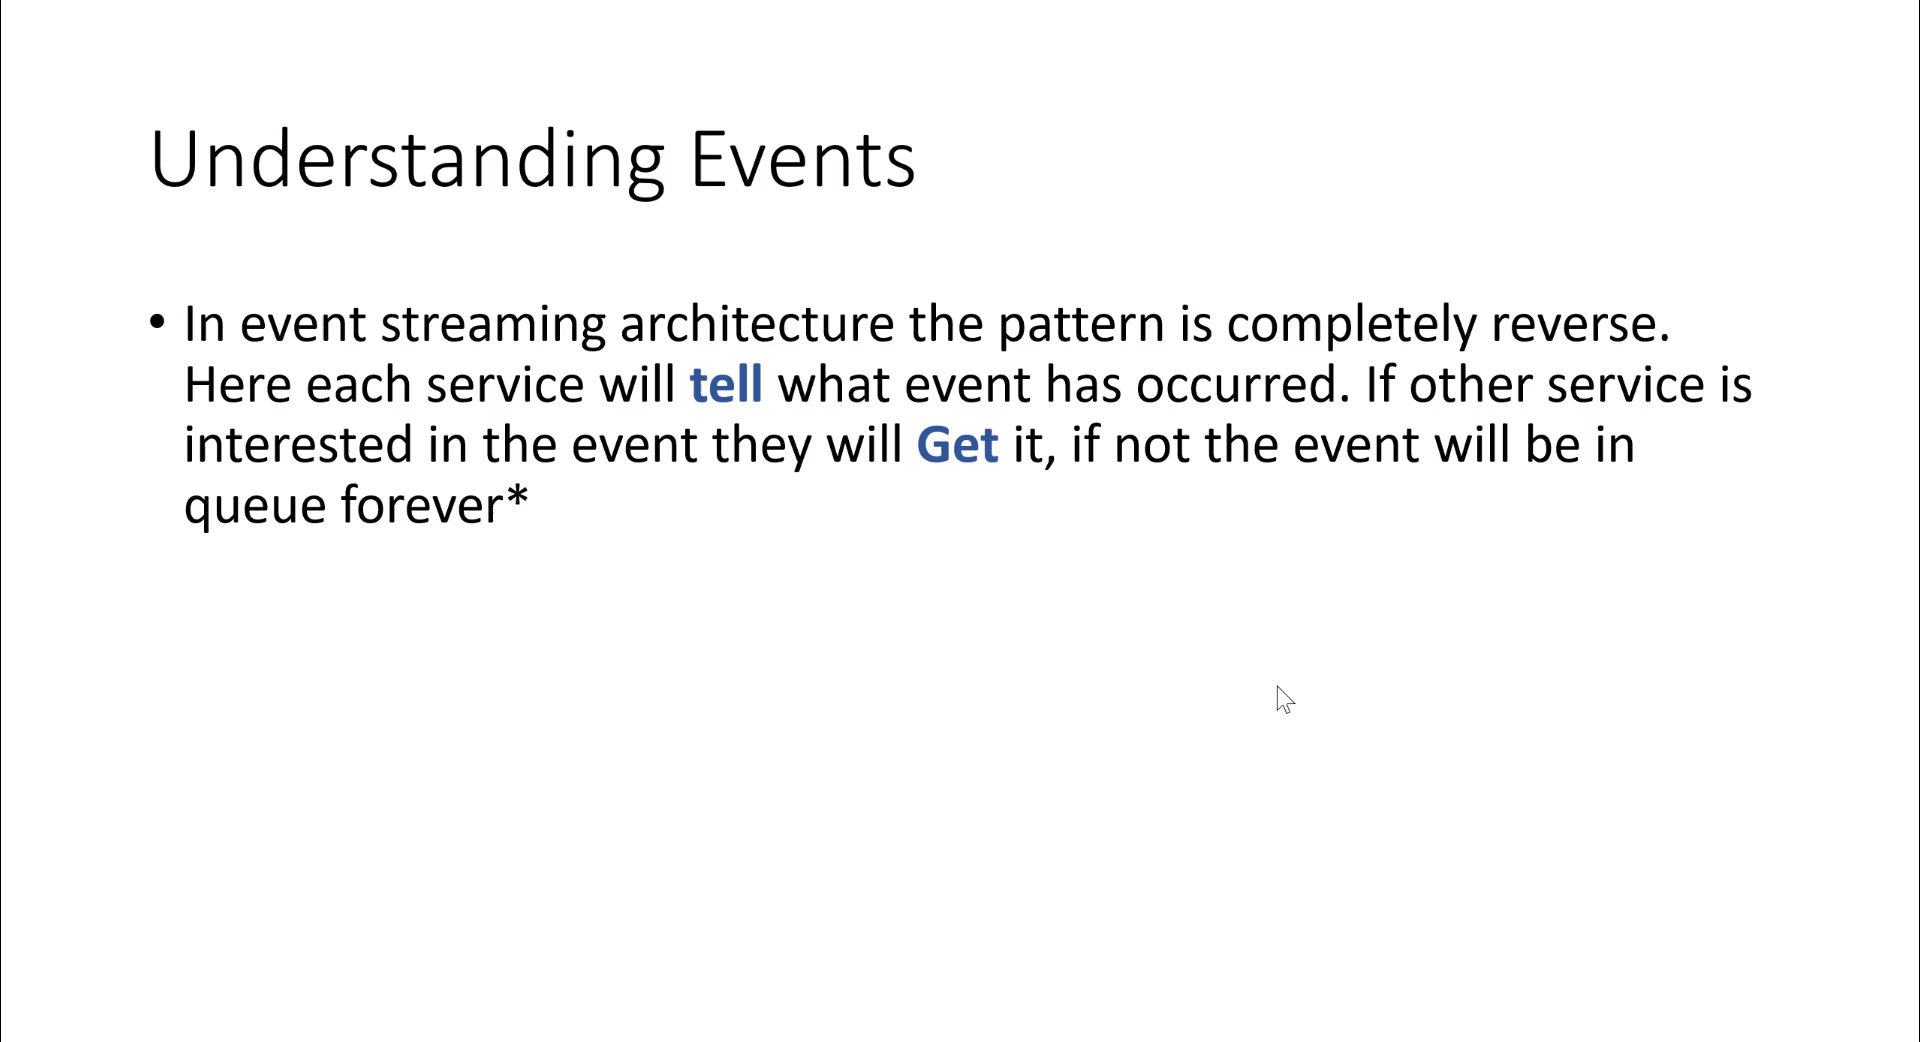 Understanding Events
• In event streaming architecture the pattern is completely reverse.
Here each service will tell what event has occurred. If other service is
interested in the event they will Get it, if not the event will be in
queue forever*